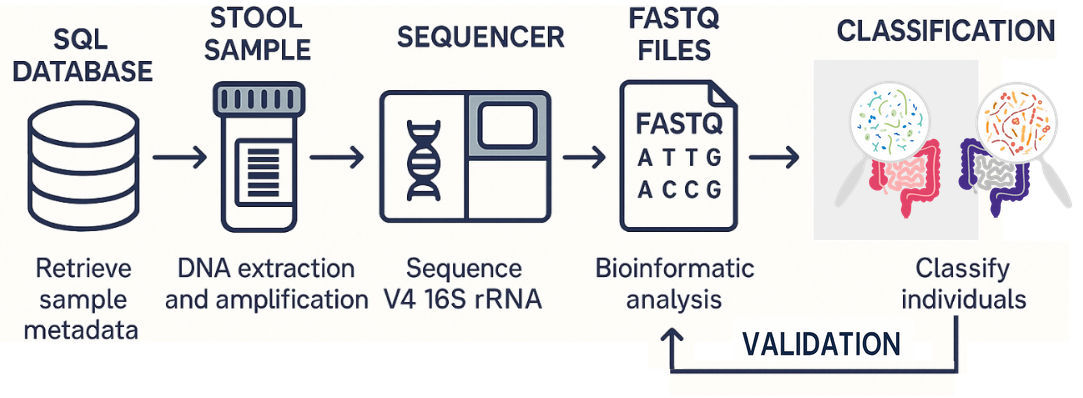 SQL
DATABASE
STOOL
SAMPLE
SEQUENCER
FASTQ
FILES
CLASSIFICATION
FASTQ
A T T G
A C C G
Retrieve
sample
metadata
DNA extraction
and amplification
Sequence
V4 16S rRNA
Bioinformatic
analysis
Classify
individuals
VALIDATION